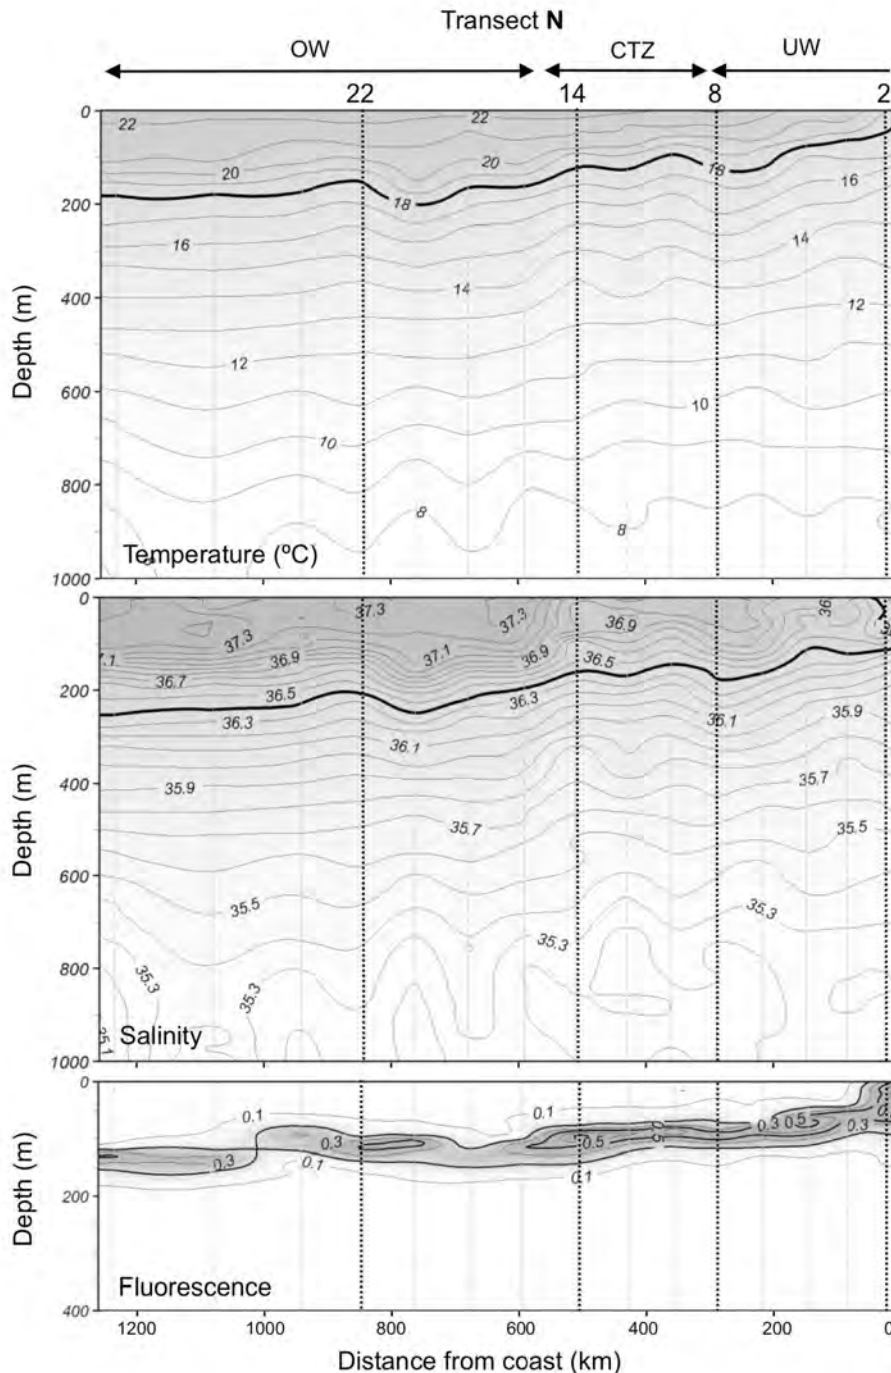 Transect N
OW CTZ UW
22 14 8 2
0
200
400
600
800
1000
Depth (m)
22 22
20 20
18 18
16 16
14 14
12 12
10 10
8 8
Temperature (ºC)
0
200
400
600
800
1000
Depth (m)
37.3 37.3 37.3 36.9
37.3 37.1 36.9 36.5
36.9
36.7
36.5 36.3
36.3 36.1 36.1 35.9
35.9 35.7 35.7
35.5
35.5 35.3
35.3
35.3 35.3
35.1
Salinity
0
200
400
Depth (m)
0.1 0.1
0.3 0.5 0.5 0.3 0.5
0.3 0.1 0.1 0.3
Fluorescence
1200 1000 800 600 400 200 0
Distance from coast (km)